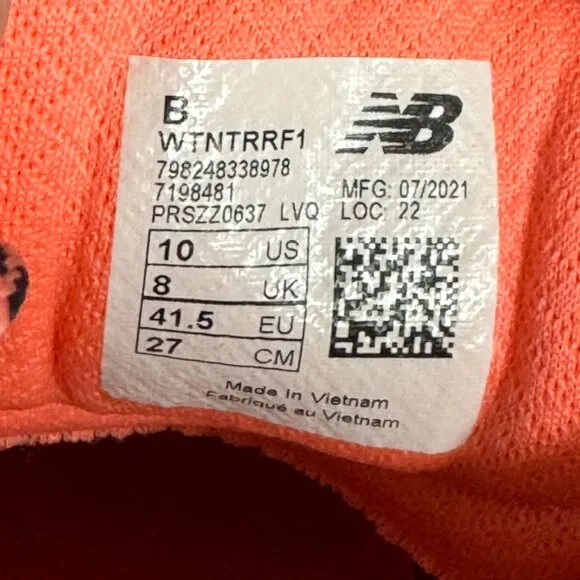 B
NB
WTNTRRF1
798248338978
7198481
MFG: 07/2021
PRSZZ0637 LVQ LOC: 22
10 US
8 UK
41.5 EU
27 CM
Made In Vietnam
Fabriqué au Vietnam